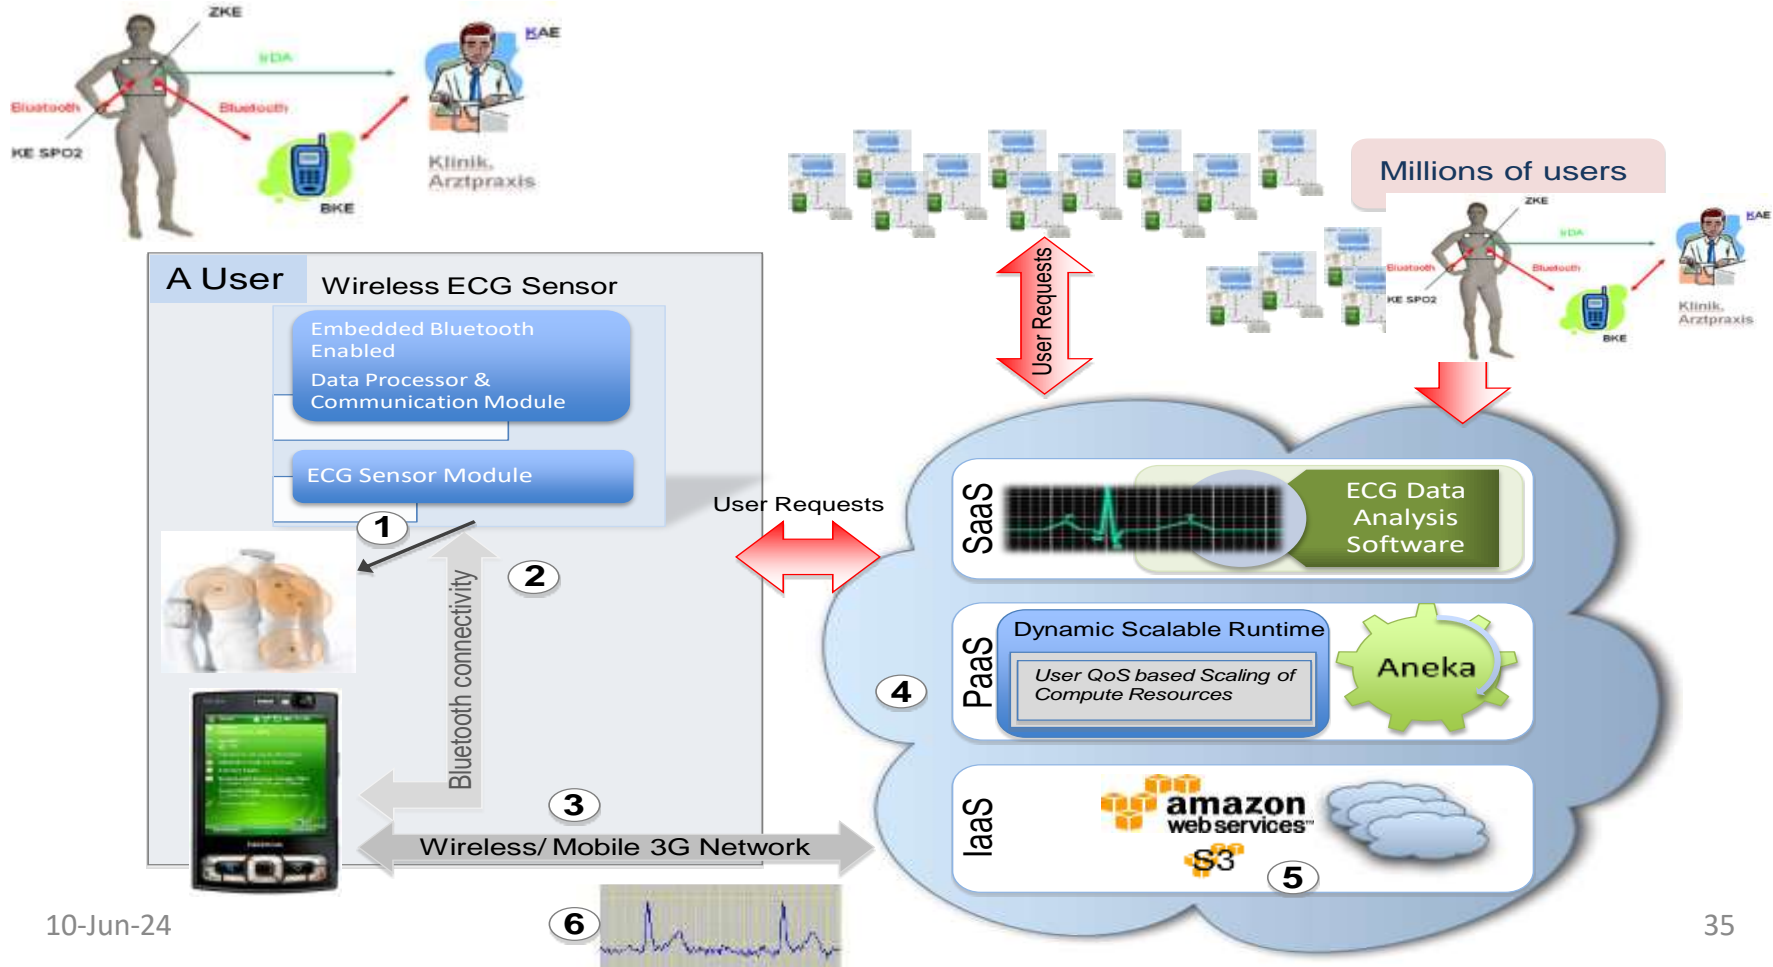 ZKE
KAE
IrDA
Bluetooth
Bluetooth
KE SPO2
Klinik,
Arztpraxis
BKE
Millions of users
ZKE
KAE
IrDA
Bluetooth
Bluetooth
KE SPO2
Klinik,
Arztpraxis
BKE
User Requests
A User
Wireless ECG Sensor
Embedded Bluetooth
Enabled
Data Processor &
Communication Module
ECG Sensor Module
1
2
Bluetooth connectivity
3
Wireless/ Mobile 3G Network
User Requests
SaaS
ECG Data
Analysis
Software
4
PaaS
Dynamic Scalable Runtime
User QoS based Scaling of
Compute Resources
Aneka
IaaS
amazon
web services™
S3
5
6
10-Jun-24
35